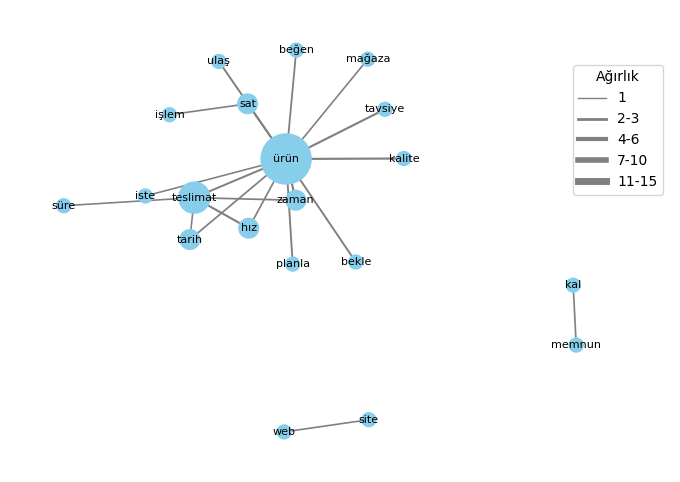 beğen
mağaza
ulaş
Ağırlık
1
2-3
4-6
7-10
11-15
sat
tavsiye
işlem
ürün
kalite
iste
teslimat
zaman
süre
hız
tarih
planla
bekle
kal
memnun
site
web